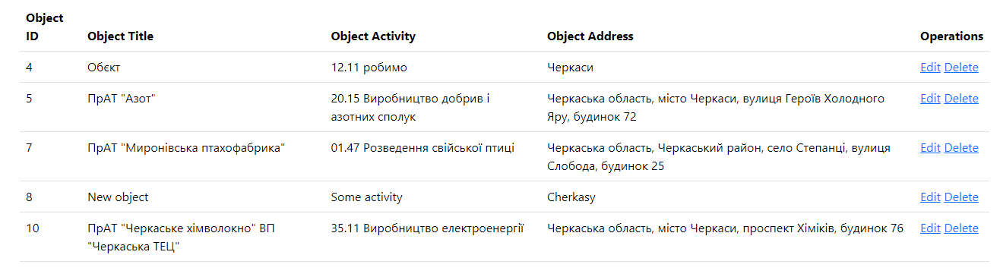 Object
ID Object Title Object Activity Object Address Operations
4 Обєкт 12.11 робимо Черкаси Edit Delete
5 ПрАТ "Азот" 20.15 Виробництво добрив і Черкаська область, місто Черкаси, вулиця Героїв Холодного Edit Delete
азотних сполук Яру, будинок 72
7 ПрАТ "Миронівська птахофабрика" 01.47 Розведення свійської птиці Черкаська область, Черкаський район, село Степанці, вулиця Edit Delete
Слобода, будинок 25
8 New object Some activity Cherkasy Edit Delete
10 ПрАТ "Черкаське хімволокно" ВП 35.11 Виробництво електроенергії Черкаська область, місто Черкаси, проспект Хіміків, будинок 76 Edit Delete
"Черкаська ТЕЦ"